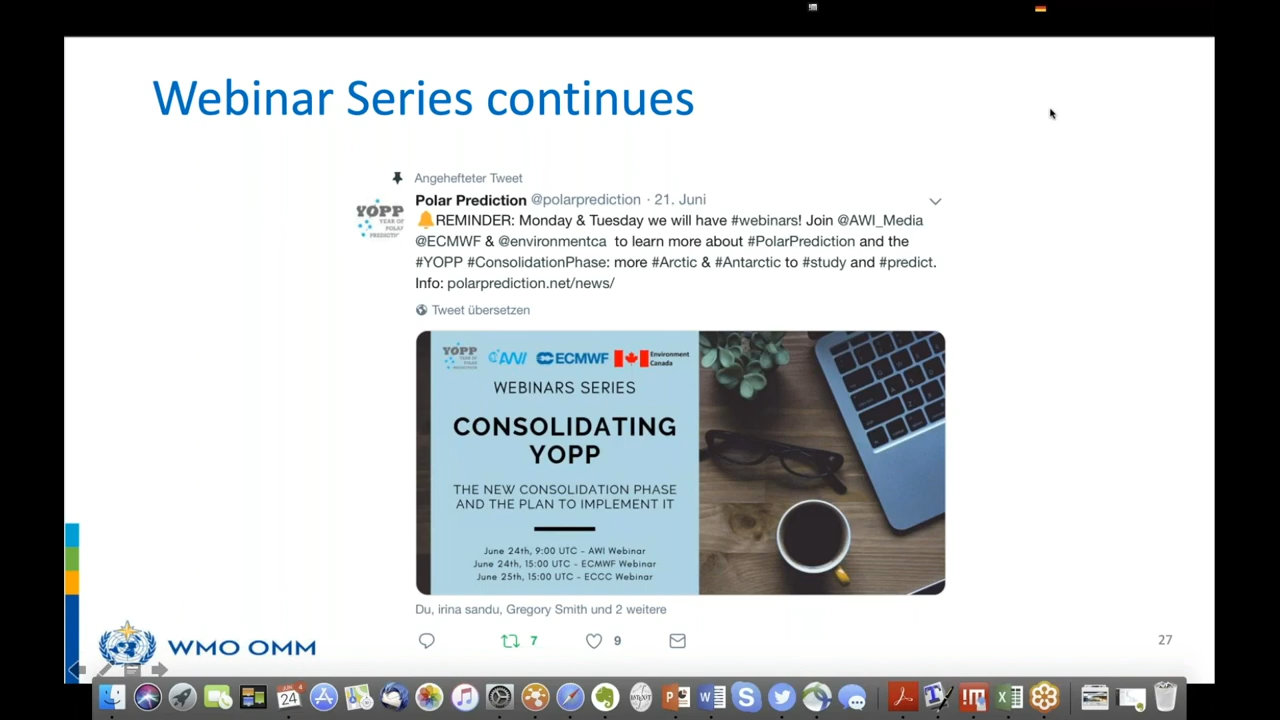 Webinar Series continues
Angehefteter Tweet
Polar Prediction @polarprediction · 21. Juni
🔔REMINDER: Monday & Tuesday we will have #webinars! Join @AWI_Media
@ECMWF & @environmentca to learn more about #PolarPrediction and the
#YOPP #ConsolidationPhase: more #Arctic & #Antarctic to #study and #predict.
Info: polarprediction.net/news/
Tweet übersetzen
YOPP
YEAR OF
POLAR
PREDICTION
AWI
ECMWF
Environment
Canada
WEBINARS SERIES
CONSOLIDATING
YOPP
THE NEW CONSOLIDATION PHASE
AND THE PLAN TO IMPLEMENT IT
June 24th, 9:00 UTC - AWI Webinar
June 24th, 15:00 UTC - ECMWF Webinar
June 25th, 15:00 UTC - ECCC Webinar
Du, irina sandu, Gregory Smith und 2 weitere
7
9
WMO OMM
27
24